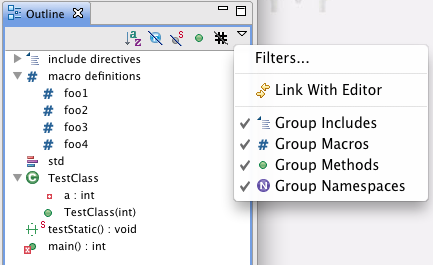 Outline
include directives
macro definitions
foo1
foo2
foo3
foo4
std
TestClass
a : int
TestClass(int)
testStatic() : void
main() : int
Filters...
Link With Editor
Group Includes
Group Macros
Group Methods
Group Namespaces